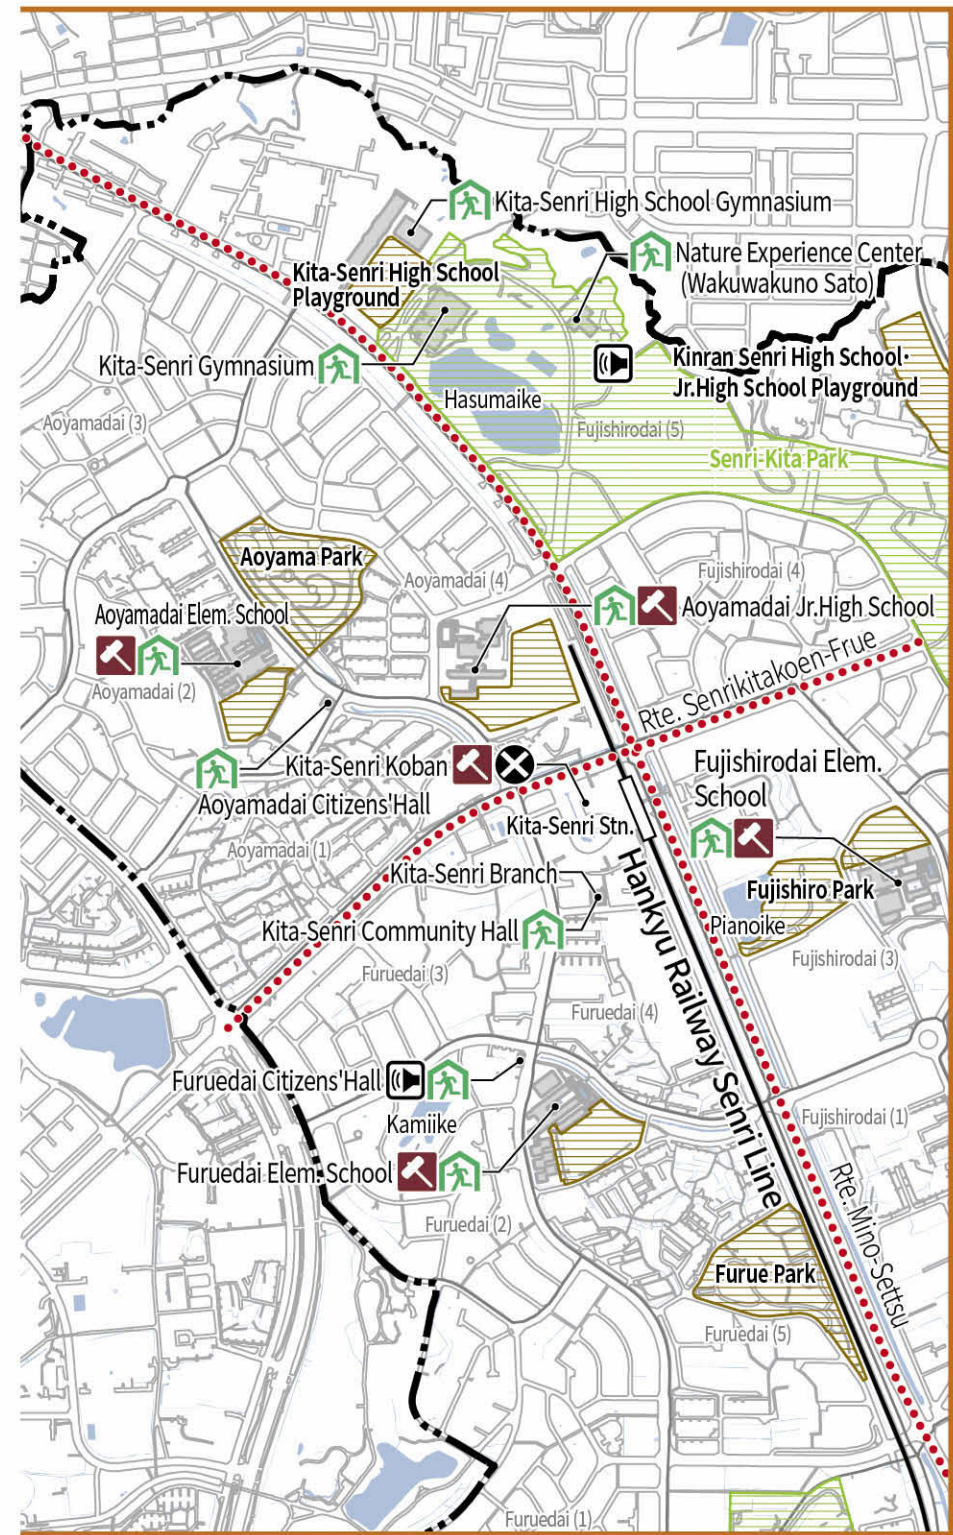 Kita-Senri High School Gymnasium
Nature Experience Center
(Wakuwakuno Sato)
Kita-Senri High School
Playground
Kita-Senri Gymnasium
Kinran Senri High School·
Jr.High School Playground
Hasumaike
Aoyamadai (3)
Fujishirodai (5)
Senri-Kita Park
Aoyama Park
Aoyamadai (4)
Fujishirodai (4)
Aoyamadai Elem. School
Aoyamadai Jr.High School
Aoyamadai (2)
Rte. Senrikitakoen-Frue
Kita-Senri Koban
Fujishirodai Elem.
School
Aoyamadai Citizens'Hall
Kita-Senri Stn.
Aoyamadai (1)
Kita-Senri Branch
Fujishiro Park
Hankyu Railway Senri Line
Kita-Senri Community Hall
Pianoike
Fujishirodai (3)
Furuedai (3)
Furuedai (4)
Furuedai Citizens'Hall
Kamiike
Fujishirodai (1)
Furuedai Elem. School
Rte. Mino-Settsu
Furuedai (2)
Furue Park
Furuedai (5)
Furuedai (1)